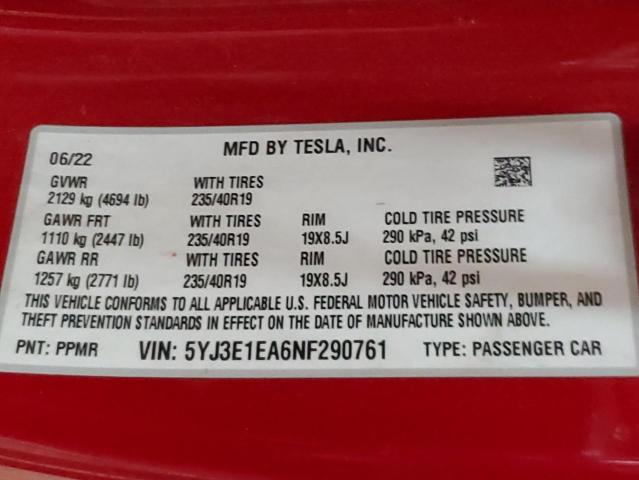 06/22 MFD BY TESLA, INC.
GVWR WITH TIRES
2129 kg (4694 lb) 235/40R19
GAWR FRT WITH TIRES RIM COLD TIRE PRESSURE
1110 kg (2447 lb) 235/40R19 19X8.5J 290 kPa, 42 psi
GAWR RR WITH TIRES RIM COLD TIRE PRESSURE
1257 kg (2771 lb) 235/40R19 19X8.5J 290 kPa, 42 psi
THIS VEHICLE CONFORMS TO ALL APPLICABLE U.S. FEDERAL MOTOR VEHICLE SAFETY, BUMPER, AND
THEFT PREVENTION STANDARDS IN EFFECT ON THE DATE OF MANUFACTURE SHOWN ABOVE.
PNT: PPMR VIN: 5YJ3E1EA6NF290761 TYPE: PASSENGER CAR